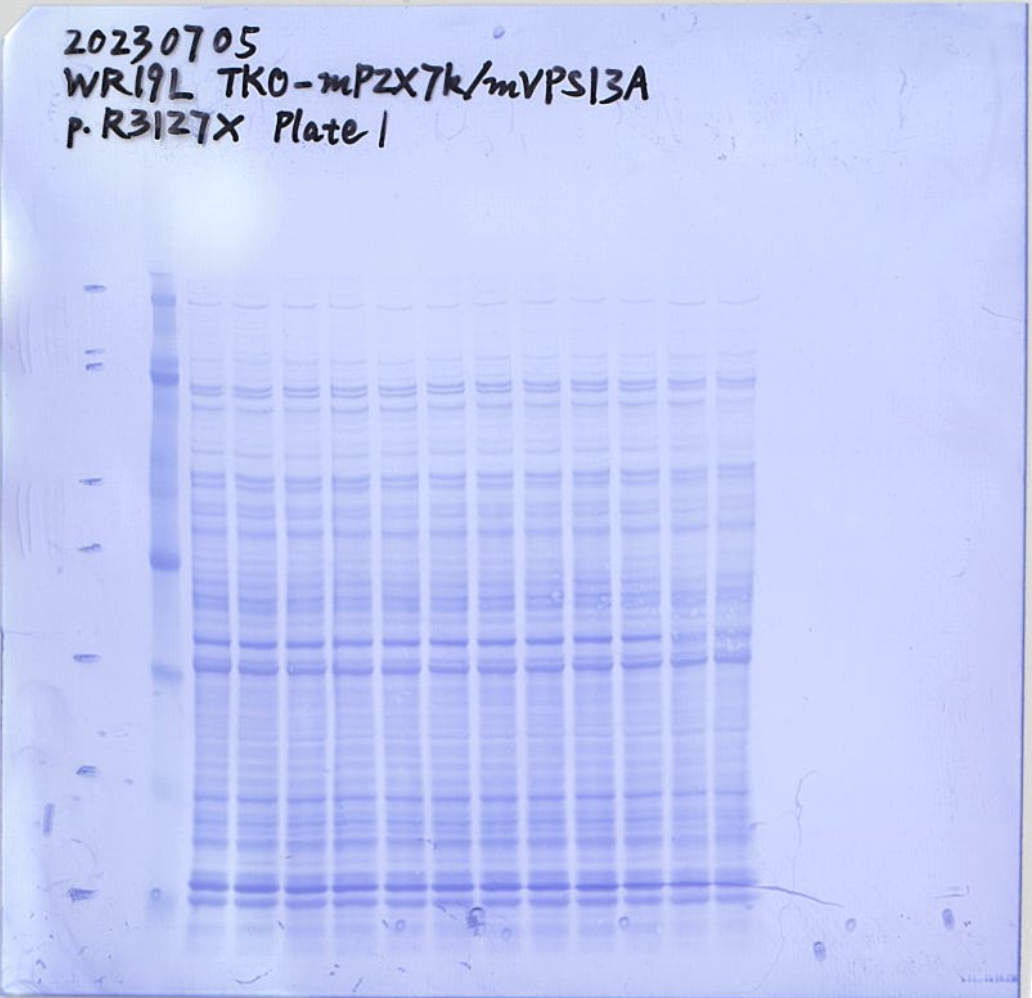 20230705
WR19L TKO-mP2X7k/mVPS13A
p.R3127X Plate 1